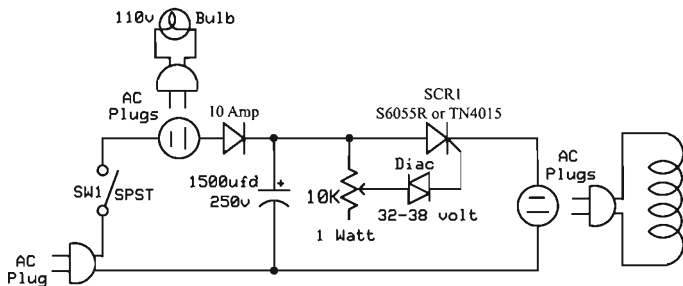 110v Bulb
AC
Plugs
10 Amp
SCR1
S6055R or TN4015
Diac
AC
Plugs
SW1 SPST
1500ufd
250v
+
10K
32-38 volt
1 Watt
AC
Plug